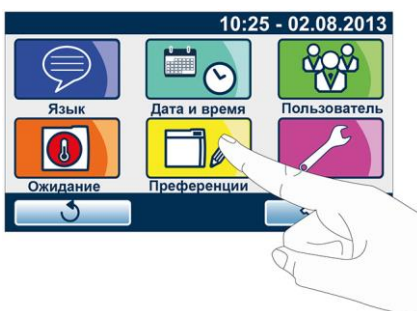 10:25 - 02.08.2013
Язык
Дата и время
Пользователь
Ожидание
Преференции